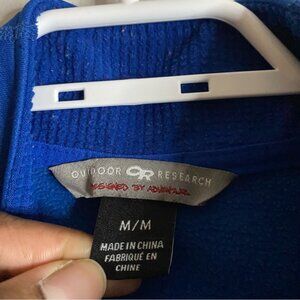 OUTDOOR OR RESEARCH
DESIGNED BY ADVENTURE
M/M
MADE IN CHINA
FABRIQUÉ EN
CHINE